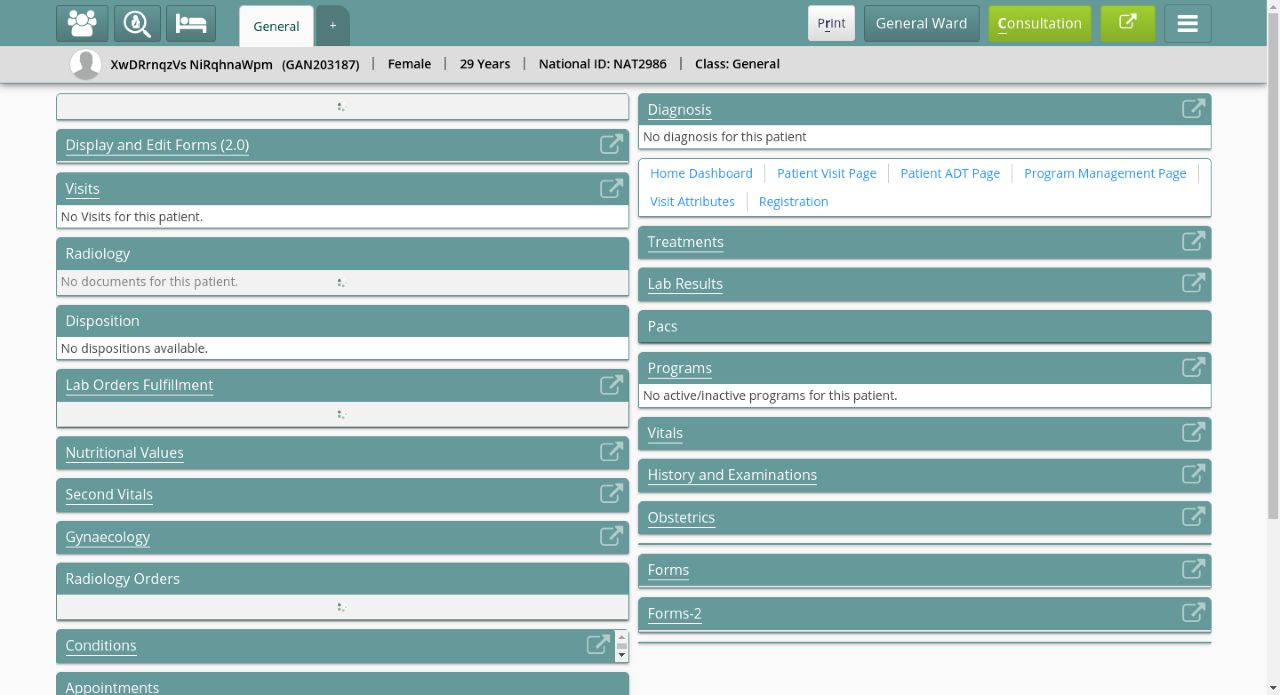 General
+
Print
General Ward
Consultation
XwDRrnqzVs NiRqhnaWpm (GAN203187) | Female | 29 Years | National ID: NAT2986 | Class: General
Display and Edit Forms (2.0)
Visits
No Visits for this patient.
Radiology
No documents for this patient.
Disposition
No dispositions available.
Lab Orders Fulfillment
Nutritional Values
Second Vitals
Gynaecology
Radiology Orders
Conditions
Appointments
Diagnosis
No diagnosis for this patient
Home Dashboard | Patient Visit Page | Patient ADT Page | Program Management Page |
Visit Attributes | Registration
Treatments
Lab Results
Pacs
Programs
No active/inactive programs for this patient.
Vitals
History and Examinations
Obstetrics
Forms
Forms-2